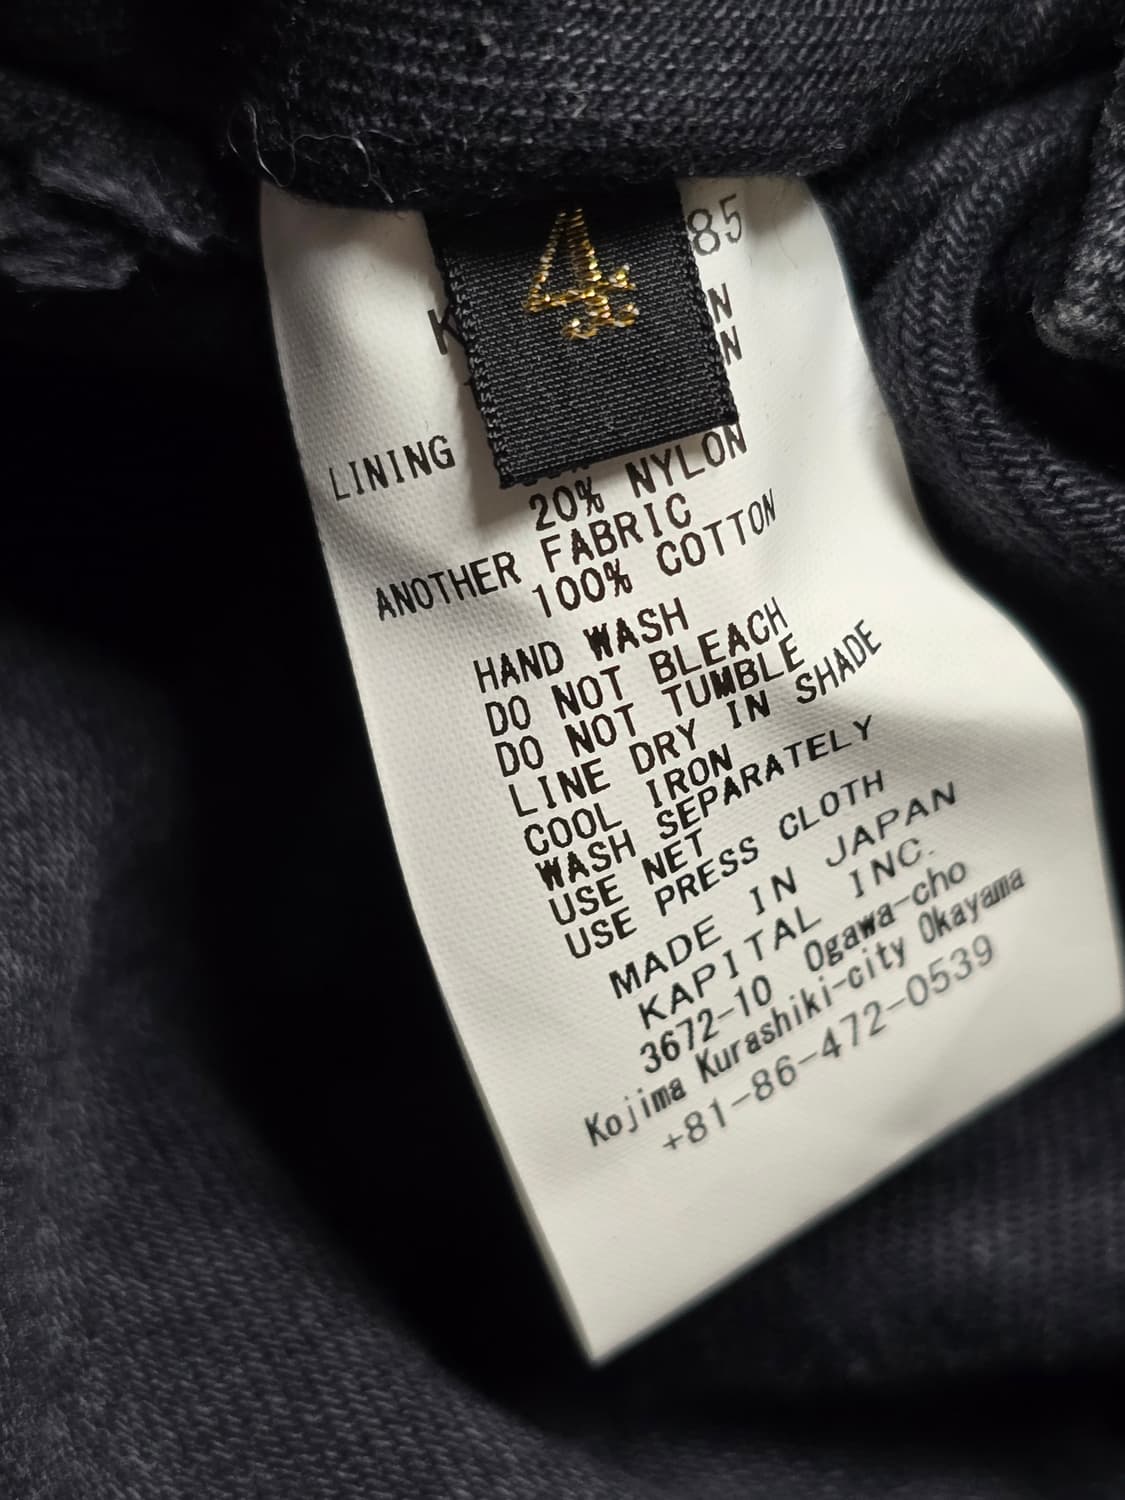 4
85
LINING
20% NYLON
ANOTHER FABRIC
100% COTTON
HAND WASH
DO NOT BLEACH
DO NOT TUMBLE
LINE DRY IN SHADE
COOL IRON
WASH SEPARATELY
USE NET
USE PRESS CLOTH
MADE IN JAPAN
KAPITAL INC.
3672-10 Ogawa-cho
Kojima Kurashiki-city Okayama
+81-86-472-0539